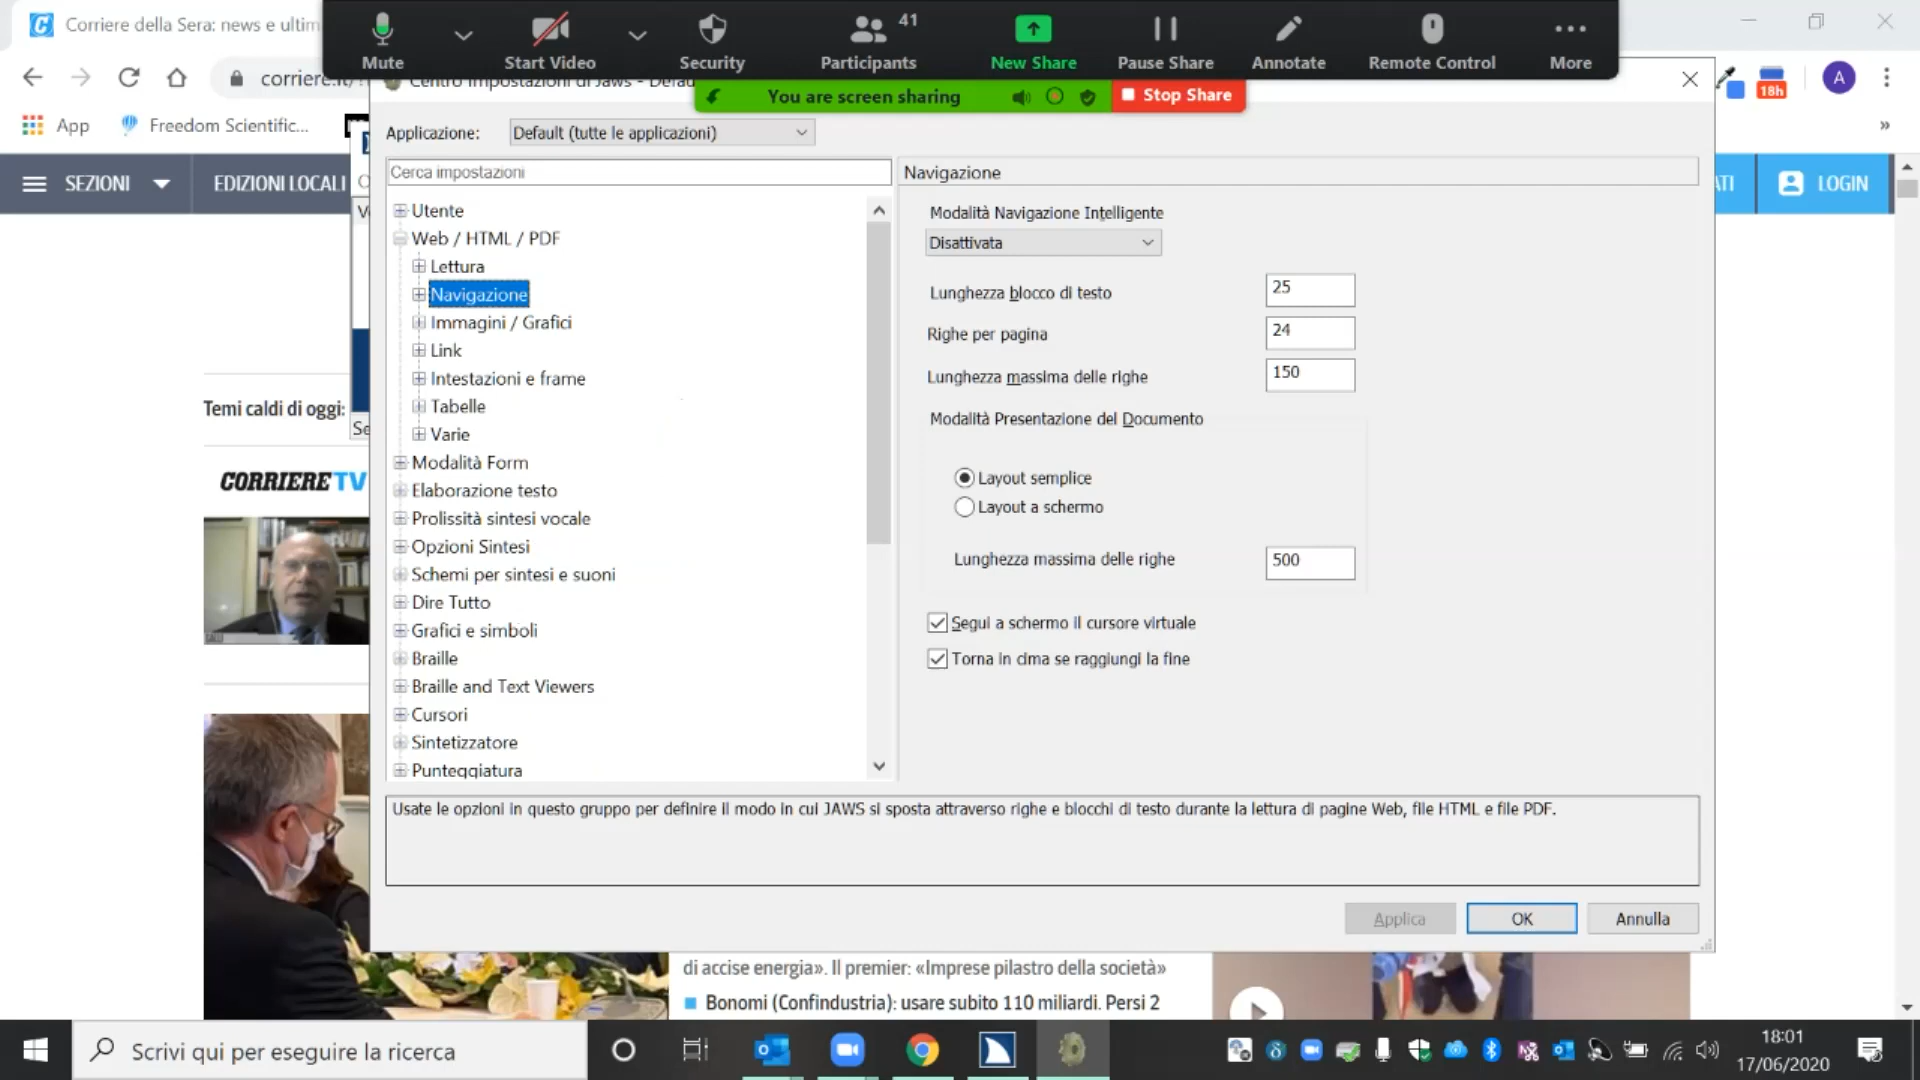 Corriere della Sera: news e ultim
Mute
Start Video
Security
Participants
41
New Share
Pause Share
Annotate
Remote Control
More
corriere.it/
Centro Impostazioni di Jaws - Defau
You are screen sharing
Stop Share
18h
A
App
Freedom Scientific...
»
Applicazione:
Default (tutte le applicazioni)
SEZIONI
EDIZIONI LOCALI
LOGIN
Cerca impostazioni
Utente
Web / HTML / PDF
Lettura
Navigazione
Immagini / Grafici
Link
Intestazioni e frame
Tabelle
Varie
Modalità Form
Elaborazione testo
Prolissità sintesi vocale
Opzioni Sintesi
Schemi per sintesi e suoni
Dire Tutto
Grafici e simboli
Braille
Braille and Text Viewers
Cursori
Sintetizzatore
Punteggiatura
Navigazione
Modalità Navigazione Intelligente
Disattivata
Lunghezza blocco di testo
25
Righe per pagina
24
Lunghezza massima delle righe
150
Modalità Presentazione del Documento
Layout semplice
Layout a schermo
Lunghezza massima delle righe
500
Segui a schermo il cursore virtuale
Torna in cima se raggiungi la fine
Usate le opzioni in questo gruppo per definire il modo in cui JAWS si sposta attraverso righe e blocchi di testo durante la lettura di pagine Web, file HTML e file PDF.
Applica
OK
Annulla
Temi caldi di oggi:
CORRIERE TV
di accise energia». Il premier: «Imprese pilastro della società»
Bonomi (Confindustria): usare subito 110 miliardi. Persi 2
Scrivi qui per eseguire la ricerca
18:01
17/06/2020